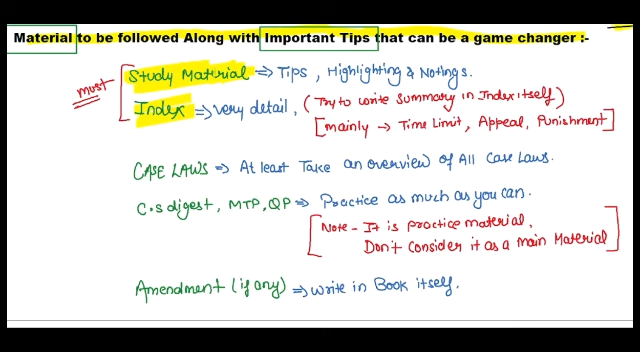 Material to be followed Along with Important Tips that can be a game changer :-
must Study Material ⇒ Tips, Highlighting & Notings.
Index ⇒ very detail, (Try to write summary in Index itself)
[mainly → Time Limit, Appeal, Punishment]
CASE LAWS ⇒ At least Take an overview of All Case Laws.
C.S digest, MTP, QP ⇒ Practice as much as you can.
[Note - It is practice material,
Don't Consider it as a main Material]
Amendment (if any) ⇒ write in Book itself.